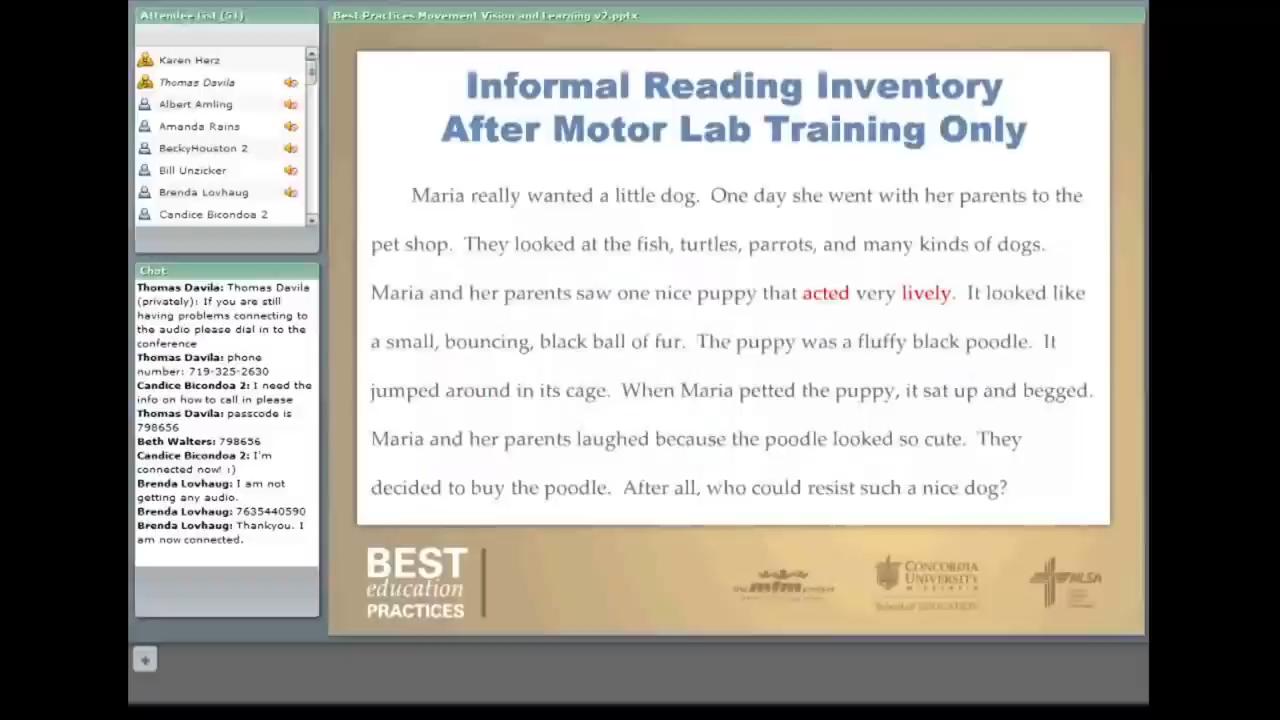 Attendee List (51)
Karen Herz
Thomas Davila
Albert Amling
Amanda Rains
BeckyHouston 2
Bill Unzicker
Brenda Lovhaug
Candice Bicondoa 2
Chat
Thomas Davila: Thomas Davila
(privately): If you are still
having problems connecting to
the audio please dial in to the
conference
Thomas Davila: phone
number: 719-325-2630
Candice Bicondoa 2: I need the
info on how to call in please
Thomas Davila: passcode is
798656
Beth Walters: 798656
Candice Bicondoa 2: I'm
connected now! :)
Brenda Lovhaug: I am not
getting any audio.
Brenda Lovhaug: 7635440590
Brenda Lovhaug: Thankyou. I
am now connected.
Best Practices Movement Vision and Learning v2.pptx
Informal Reading Inventory
After Motor Lab Training Only
Maria really wanted a little dog. One day she went with her parents to the
pet shop. They looked at the fish, turtles, parrots, and many kinds of dogs.
Maria and her parents saw one nice puppy that acted very lively. It looked like
a small, bouncing, black ball of fur. The puppy was a fluffy black poodle. It
jumped around in its cage. When Maria petted the puppy, it sat up and begged.
Maria and her parents laughed because the poodle looked so cute. They
decided to buy the poodle. After all, who could resist such a nice dog?
BEST
education
PRACTICES
the mfm
CONCORDIA
UNIVERSITY
School of EDUCATION
NLSA